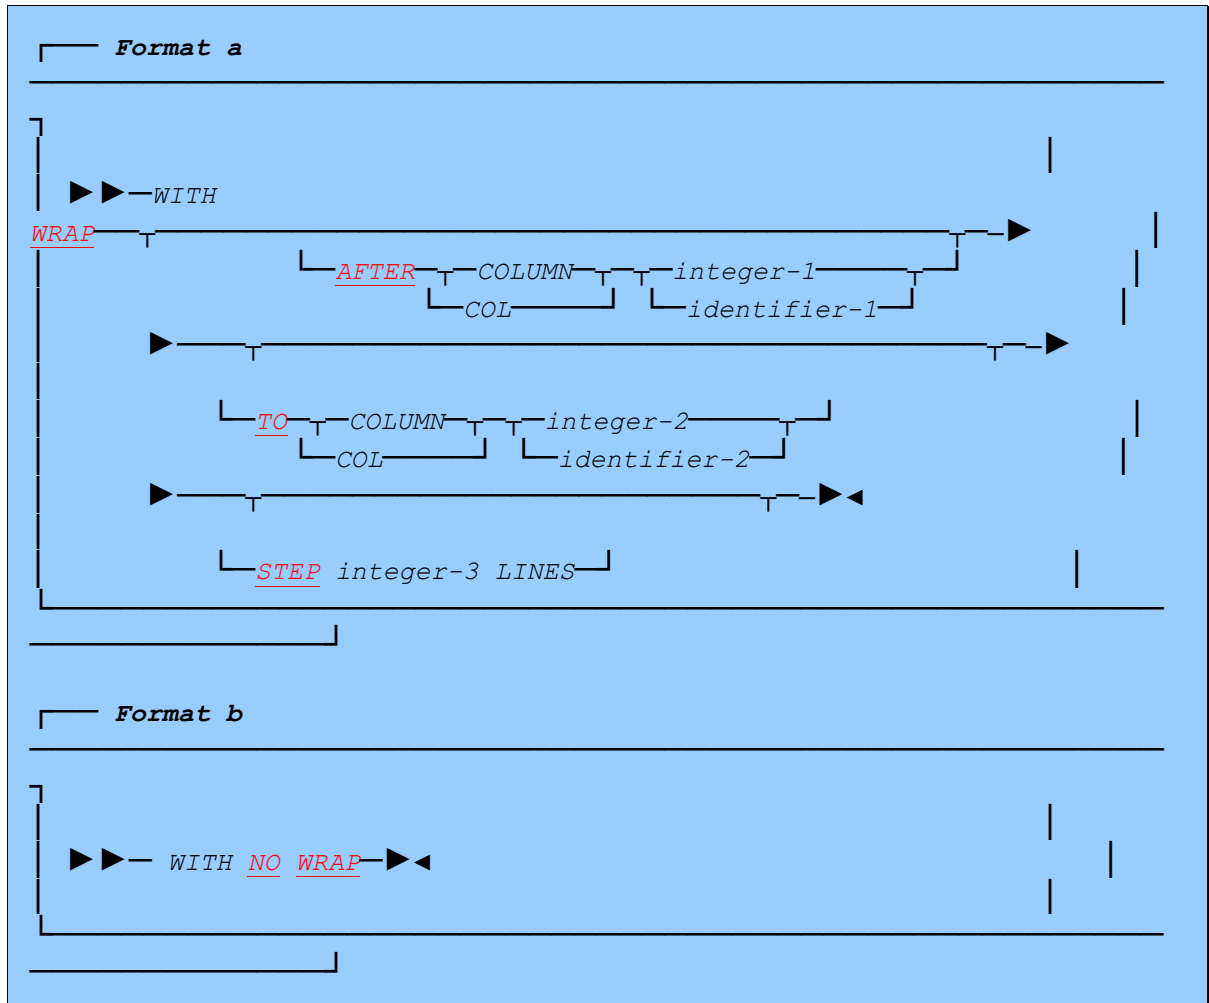 Format a
WITH
WRAP
AFTER COLUMN integer-1
COL identifier-1
TO COLUMN integer-2
COL identifier-2
STEP integer-3 LINES
Format b
WITH NO WRAP